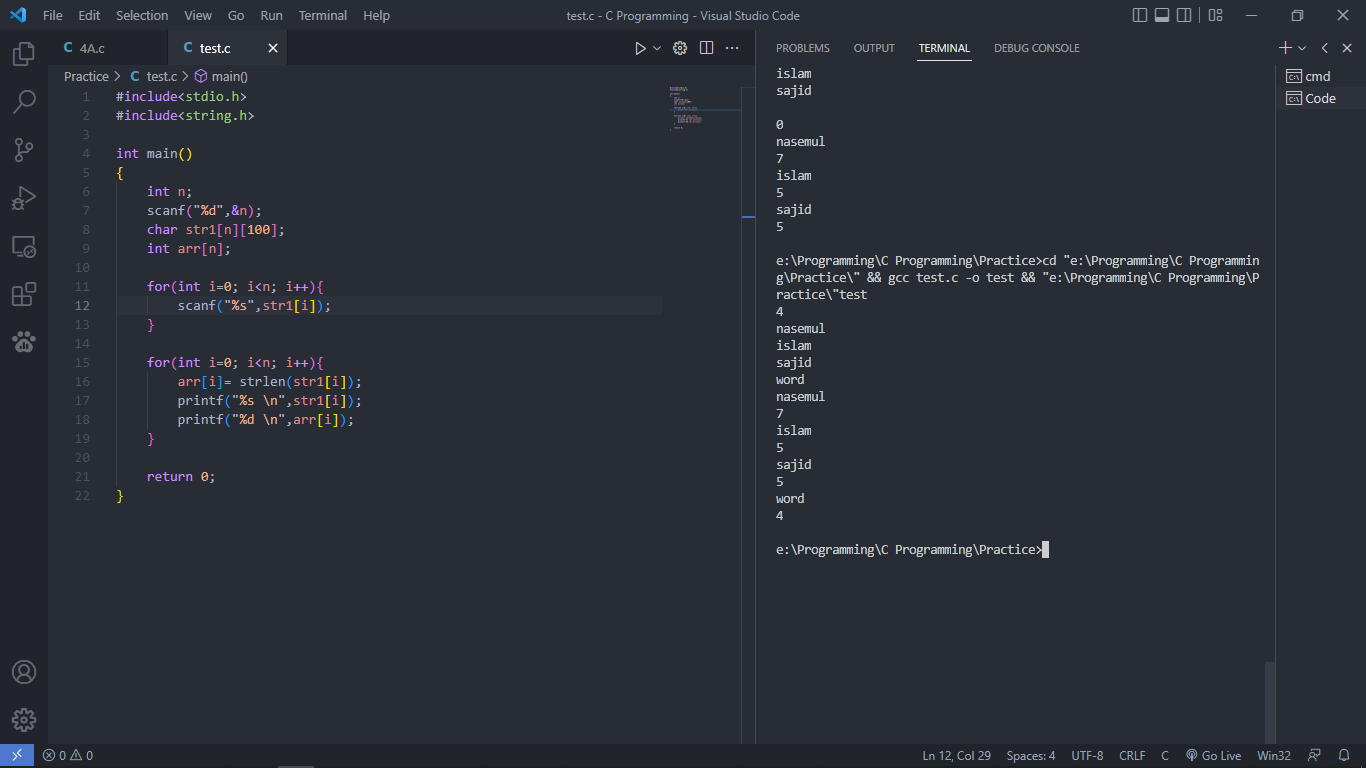 File Edit Selection View Go Run Terminal Help test.c - C Programming - Visual Studio Code
C 4A.c C test.c
Practice > C test.c > main()
1 #include<stdio.h>
2 #include<string.h>
3
4 int main()
5 {
6 int n;
7 scanf("%d",&n);
8 char str1[n][100];
9 int arr[n];
10
11 for(int i=0; i<n; i++){
12 scanf("%s",str1[i]);
13 }
14
15 for(int i=0; i<n; i++){
16 arr[i]= strlen(str1[i]);
17 printf("%s \n",str1[i]);
18 printf("%d \n",arr[i]);
19 }
20
21 return 0;
22 }
PROBLEMS OUTPUT TERMINAL DEBUG CONSOLE
islam
sajid
0
nasemul
7
islam
5
sajid
5
e:\Programming\C Programming\Practice>cd "e:\Programming\C Programmin
g\Practice\" && gcc test.c -o test && "e:\Programming\C Programming\P
ractice\"test
4
nasemul
islam
sajid
word
nasemul
7
islam
5
sajid
5
word
4
e:\Programming\C Programming\Practice>
cmd
Code
0 0 Ln 12, Col 29 Spaces: 4 UTF-8 CRLF C Go Live Win32